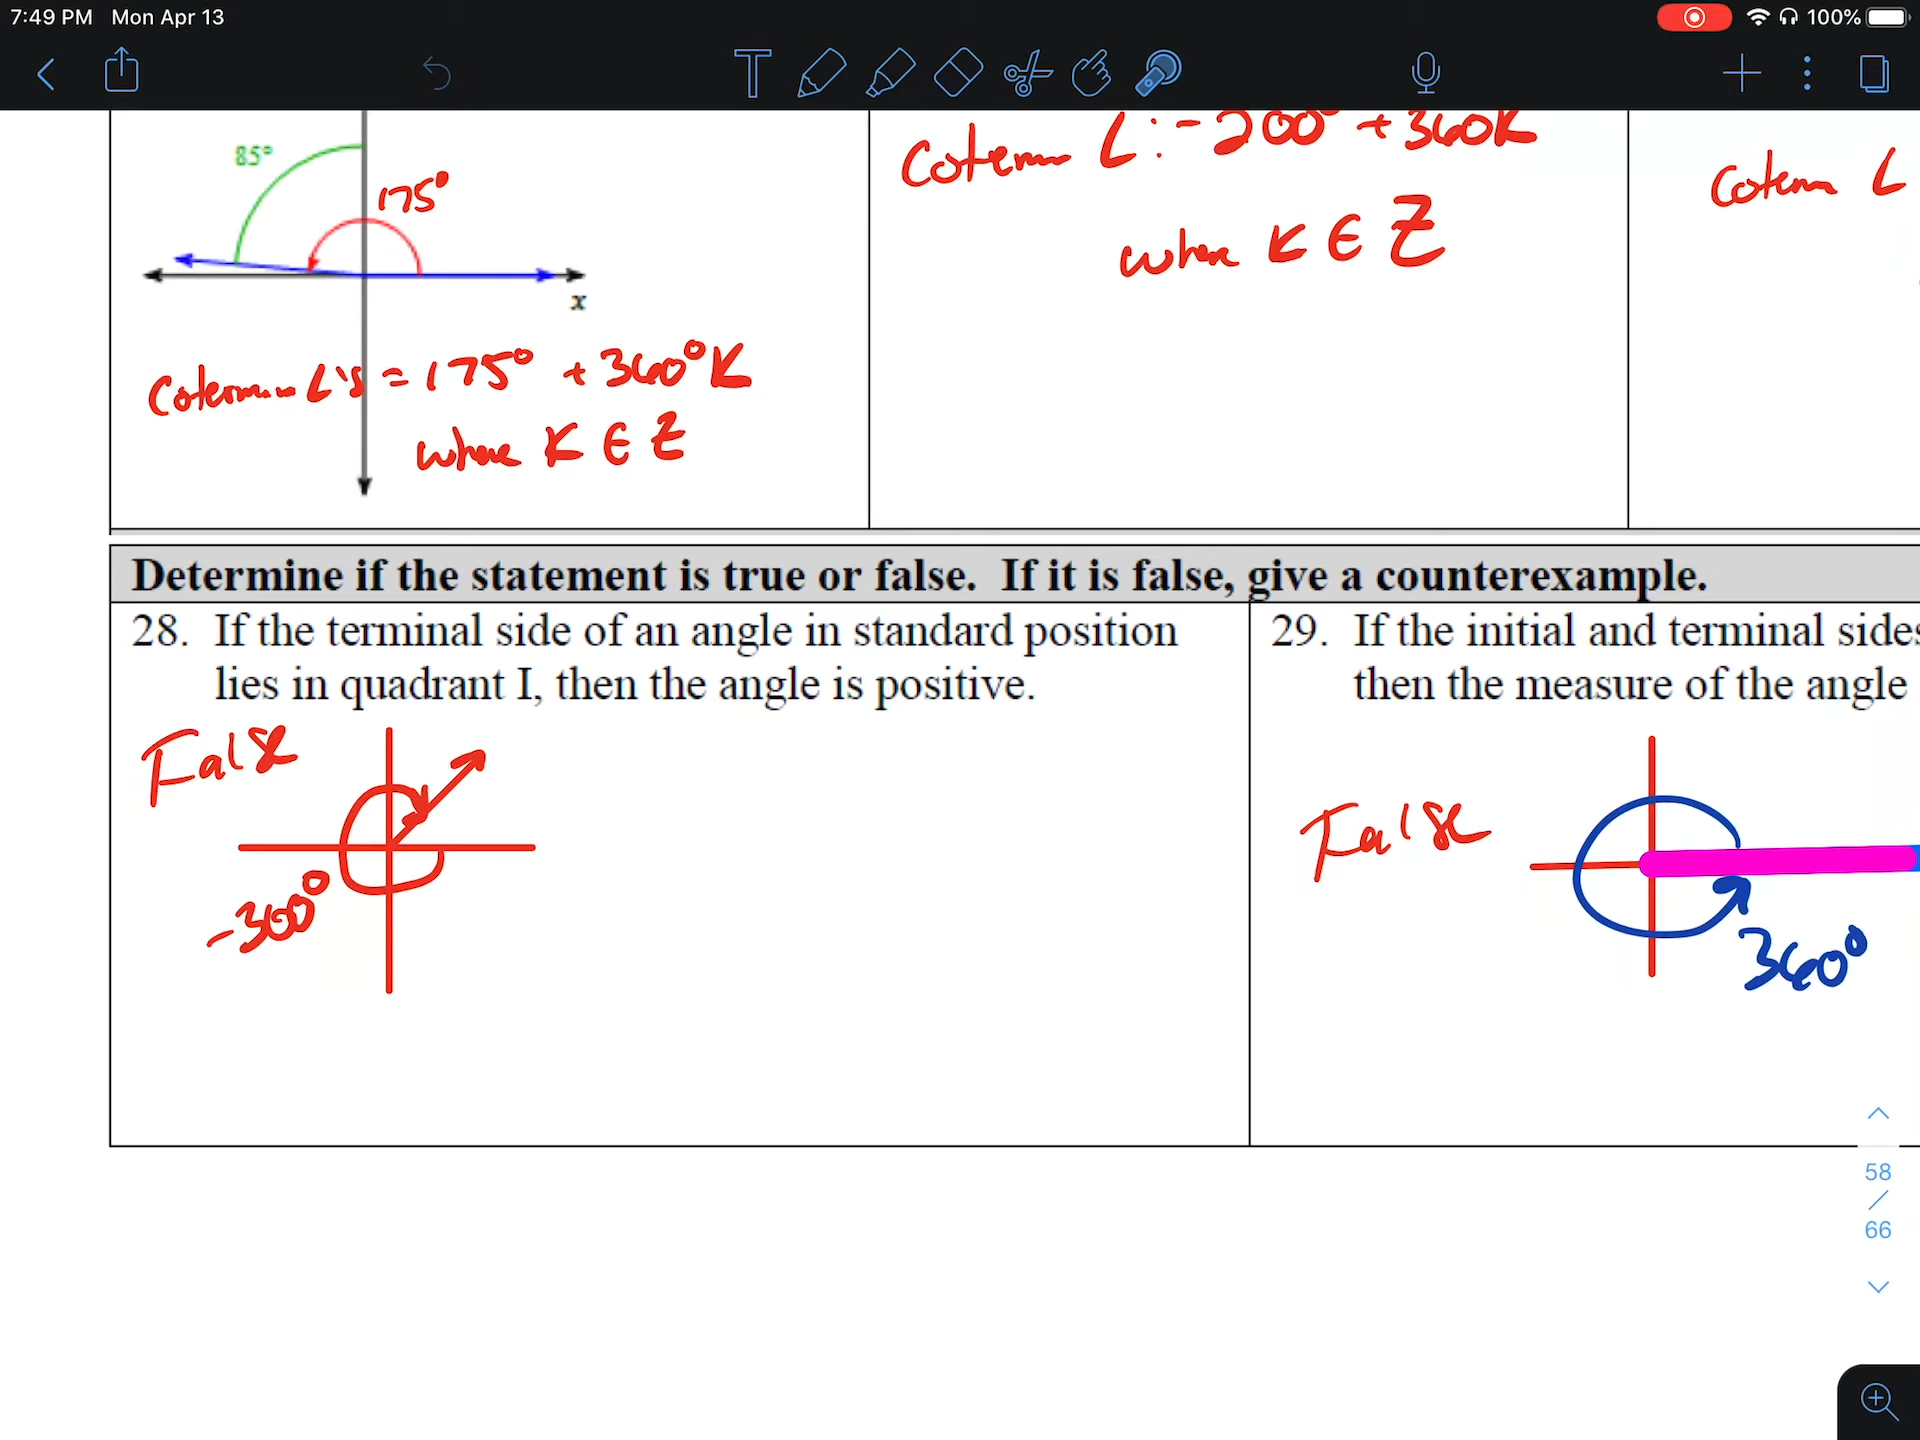 7:49 PM Mon Apr 13
100%
T
85°
175°
x
= 175° + 360°K
where K ∈ Z
Coterm ∠ : -200° + 360K
where K ∈ Z
Coterm ∠
Determine if the statement is true or false. If it is false, give a counterexample.
28. If the terminal side of an angle in standard position
lies in quadrant I, then the angle is positive.
False
-300°
29. If the initial and terminal sides
then the measure of the angle
False
360°
58
/
66